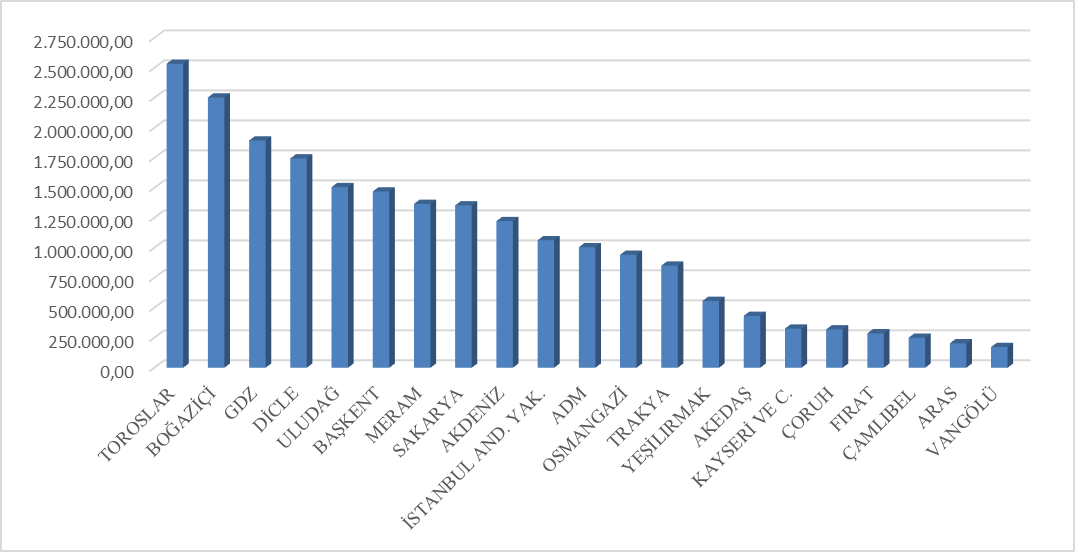 2.750.000,00
2.500.000,00
2.250.000,00
2.000.000,00
1.750.000,00
1.500.000,00
1.250.000,00
1.000.000,00
750.000,00
500.000,00
250.000,00
0,00
TOROSLAR
BOĞAZİÇİ
GDZ
DİCLE
ULUDAĞ
BAŞKENT
MERAM
SAKARYA
AKDENİZ
İSTANBUL AND. YAK.
ADM
OSMANGAZİ
TRAKYA
YEŞİLIRMAK
AKEDAŞ
KAYSERİ VE C.
ÇORUH
FIRAT
ÇAMLIBEL
ARAS
VANGÖLÜ